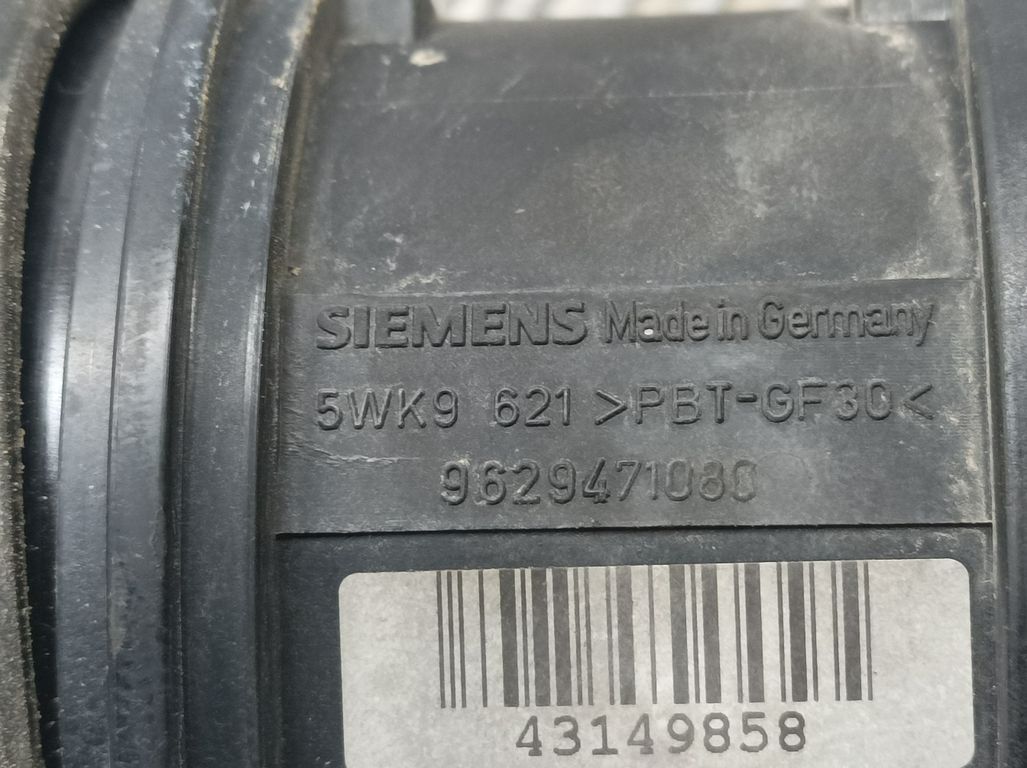 SIEMENS Made in Germany
5WK9 621 >PBT-GF30<
9629471080
43149858